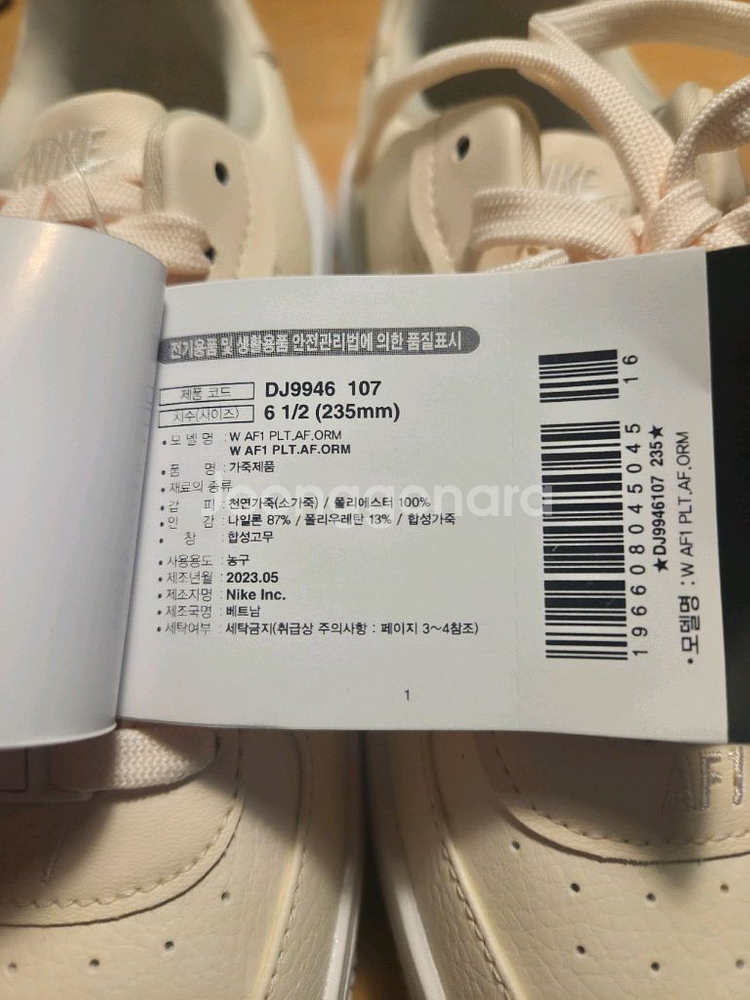 NIKE
NIKE
전기용품 및 생활용품 안전관리법에 의한 품질표시
제품 코드 DJ9946 107
치수(사이즈) 6 1/2 (235mm)
• 모 델 명 : W AF1 PLT.AF.ORM
W AF1 PLT.AF.ORM
• 품 명 : 가죽제품
• 재료의 종류
• 겉 피 : 천연가죽(소가죽) / 폴리에스터 100%
• 안 감 : 나일론 87% / 폴리우레탄 13% / 합성가죽
• 창 : 합성고무
• 사용용도 : 농구
• 제조년월 : 2023.05
• 제조자명 : Nike Inc.
• 제조국명 : 베트남
• 세탁여부 : 세탁금지(취급상 주의사항 : 페이지 3~4참조)
1
16
196608045045
★DJ9946107 235★
• 모델명 : W AF1 PLT.AF.ORM
Joonggonara